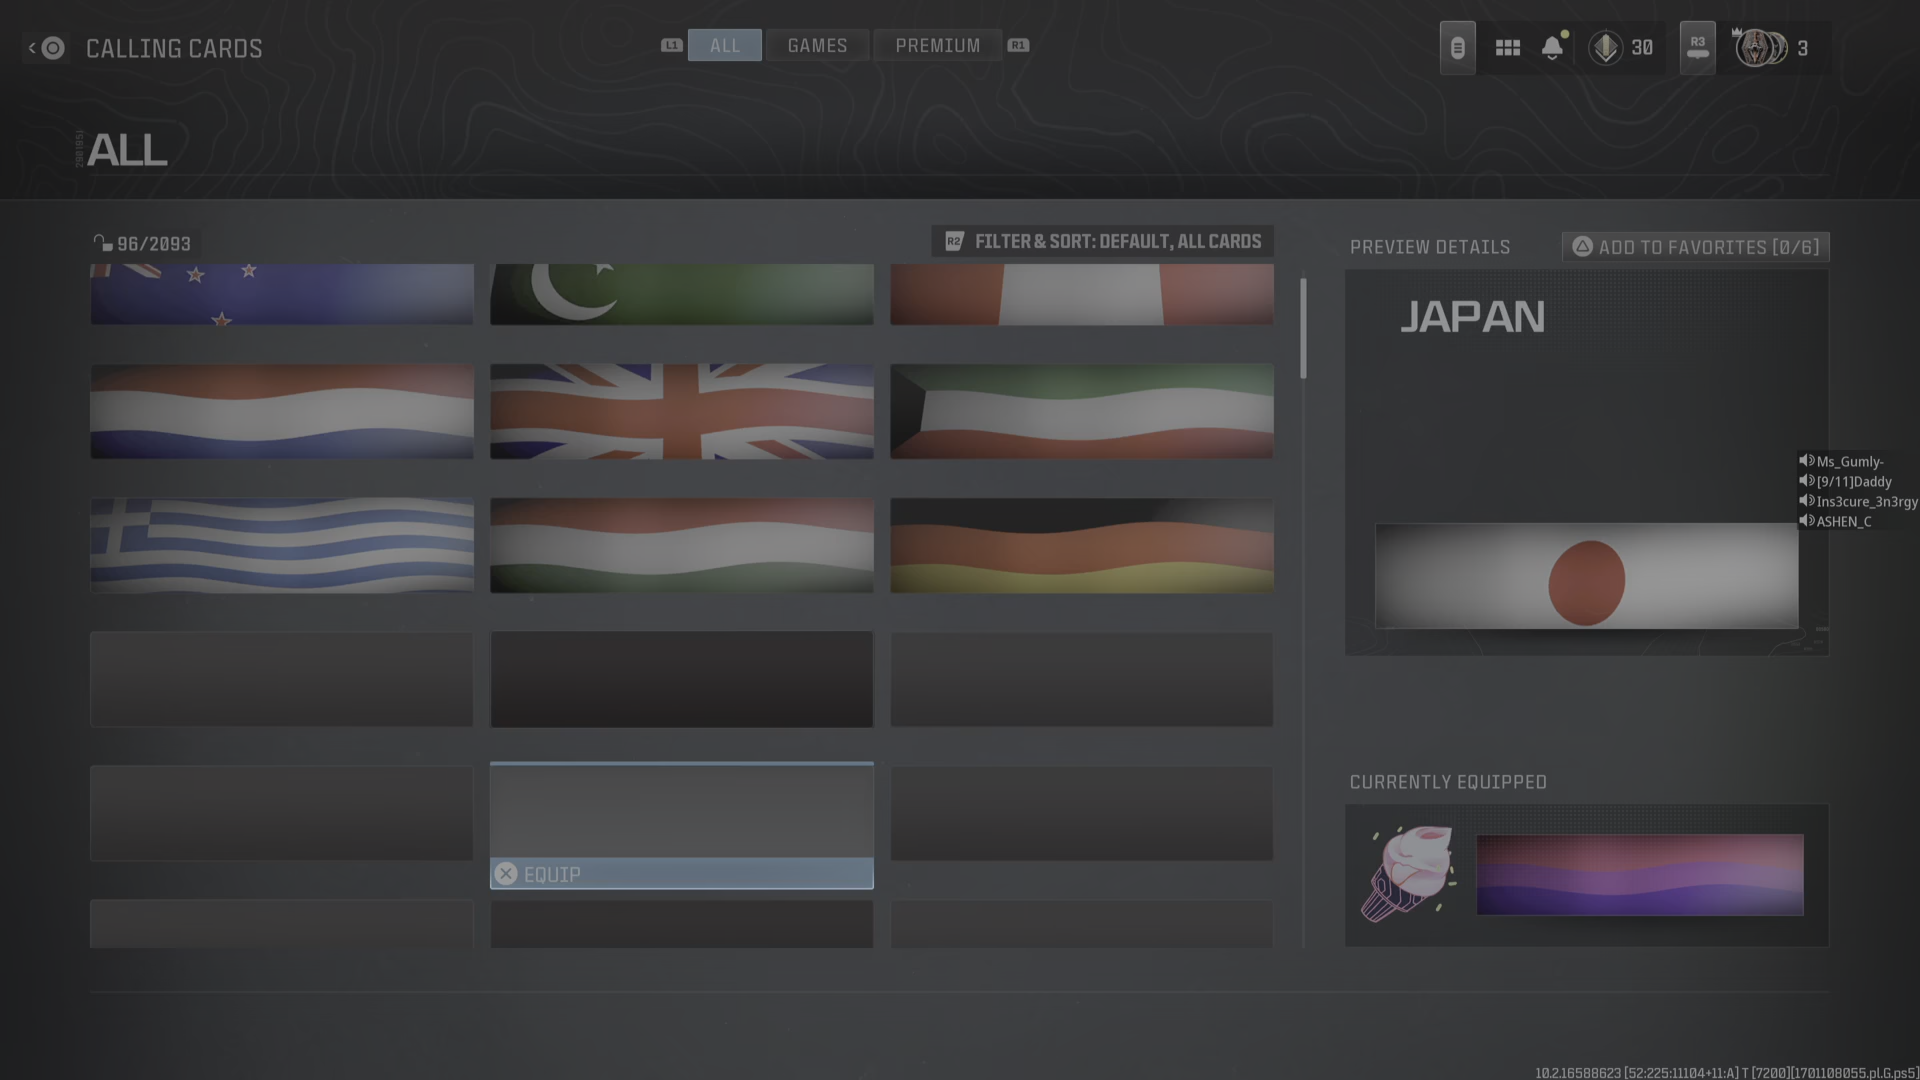 CALLING CARDS
L1 ALL GAMES PREMIUM R1
30
R3
3
ALL
96/2093
R2 FILTER & SORT: DEFAULT, ALL CARDS
PREVIEW DETAILS
ADD TO FAVORITES [0/6]
JAPAN
Ms_Gumly-
[9/11]Daddy
Ins3cure_3n3rgy
ASHEN_C
EQUIP
CURRENTLY EQUIPPED
10.2.16588623 [52:225:11104+11:A] T [7200][1701108055.pl.G.ps5]